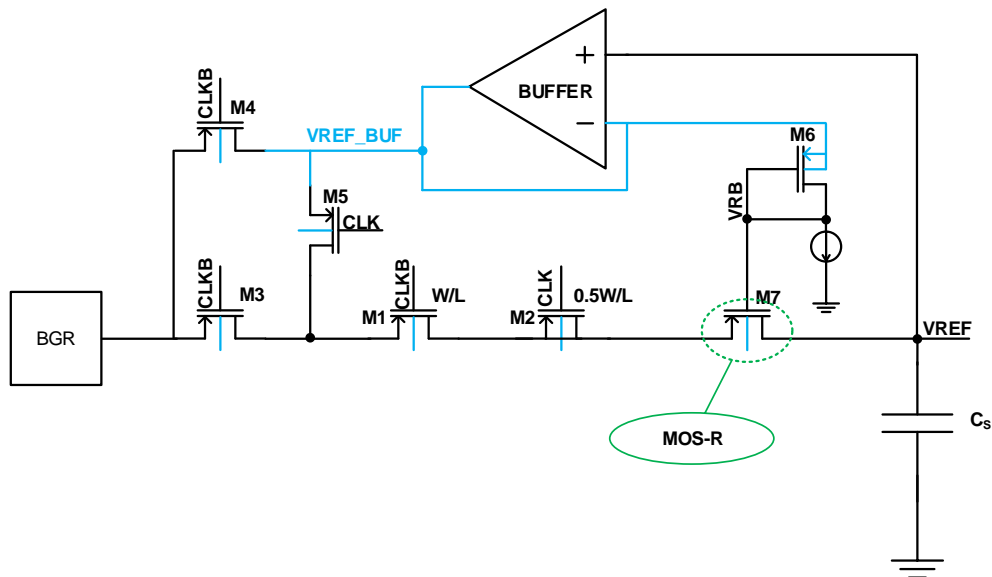 BUFFER
+
−
CLKB
M4
VREF_BUF
M6
M5
CLK
VRB
CLKB
M3
CLKB
W/L
M1
CLK
0.5W/L
M2
M7
VREF
BGR
MOS-R
CS